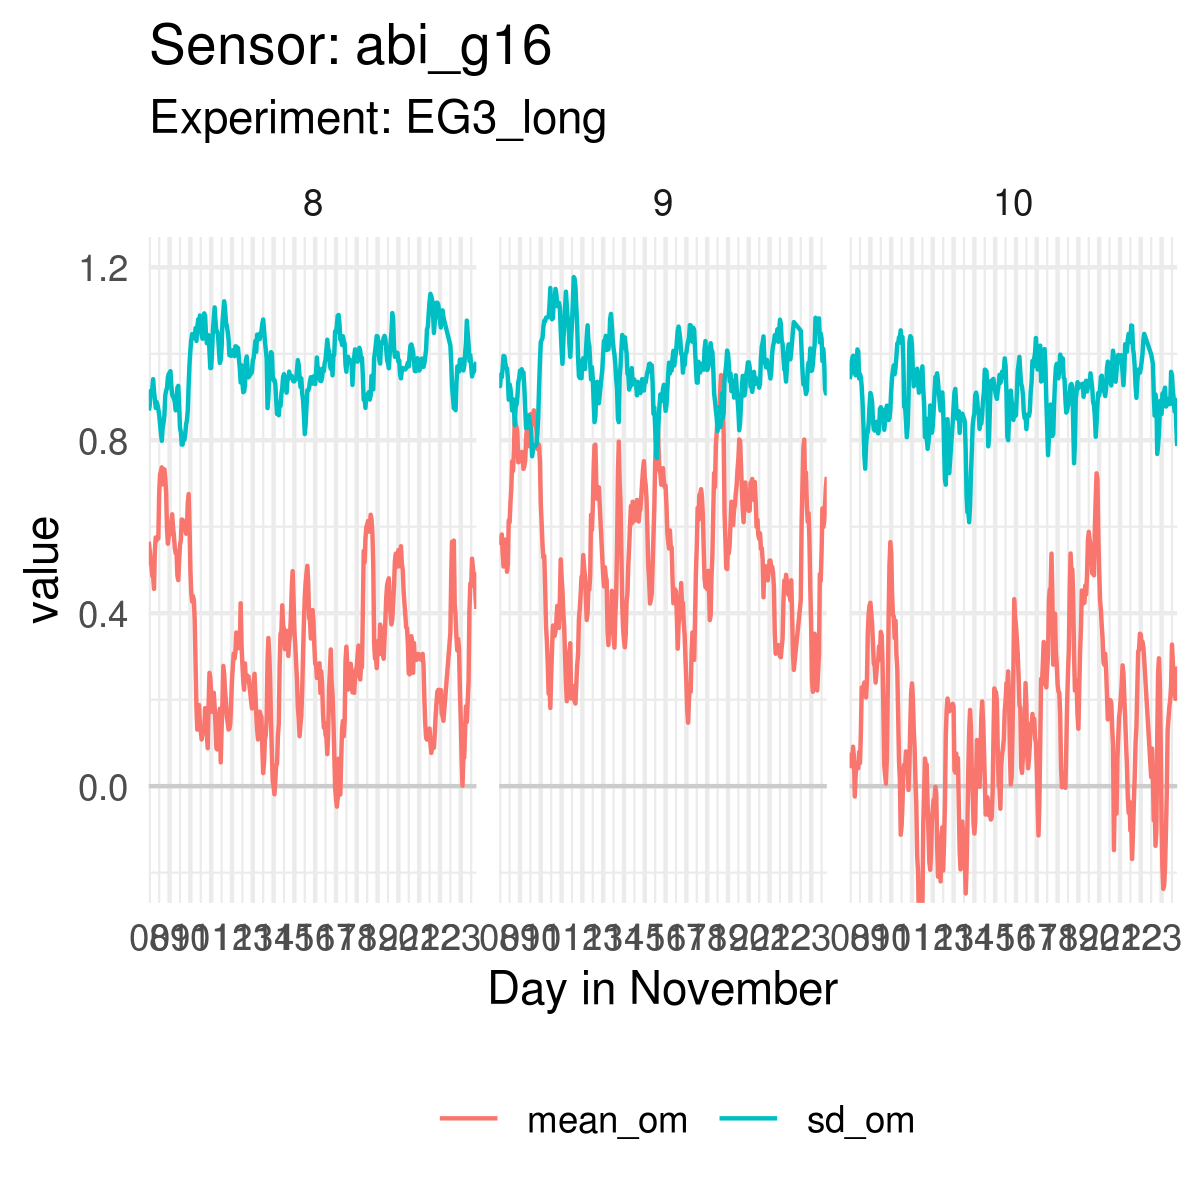 Sensor: abi_g16
Experiment: EG3_long
8 9 10
1.2
0.8
0.4
0.0
value
Day in November
mean_om sd_om